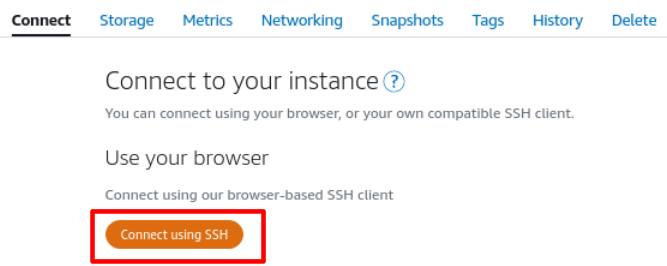 Connect Storage Metrics Networking Snapshots Tags History Delete
Connect to your instance ?
You can connect using your browser, or your own compatible SSH client.
Use your browser
Connect using our browser-based SSH client
Connect using SSH